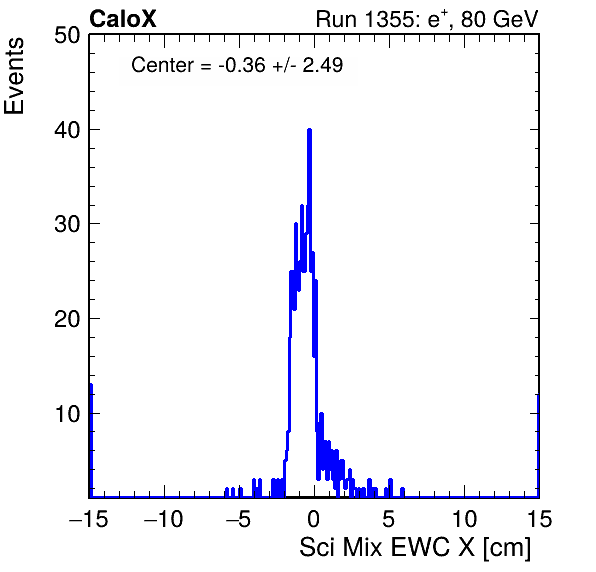 CaloX Run 1355: e⁺, 80 GeV
Events
Center = -0.36 +/- 2.49
50
40
30
20
10
−15 −10 −5 0 5 10 15
Sci Mix EWC X [cm]